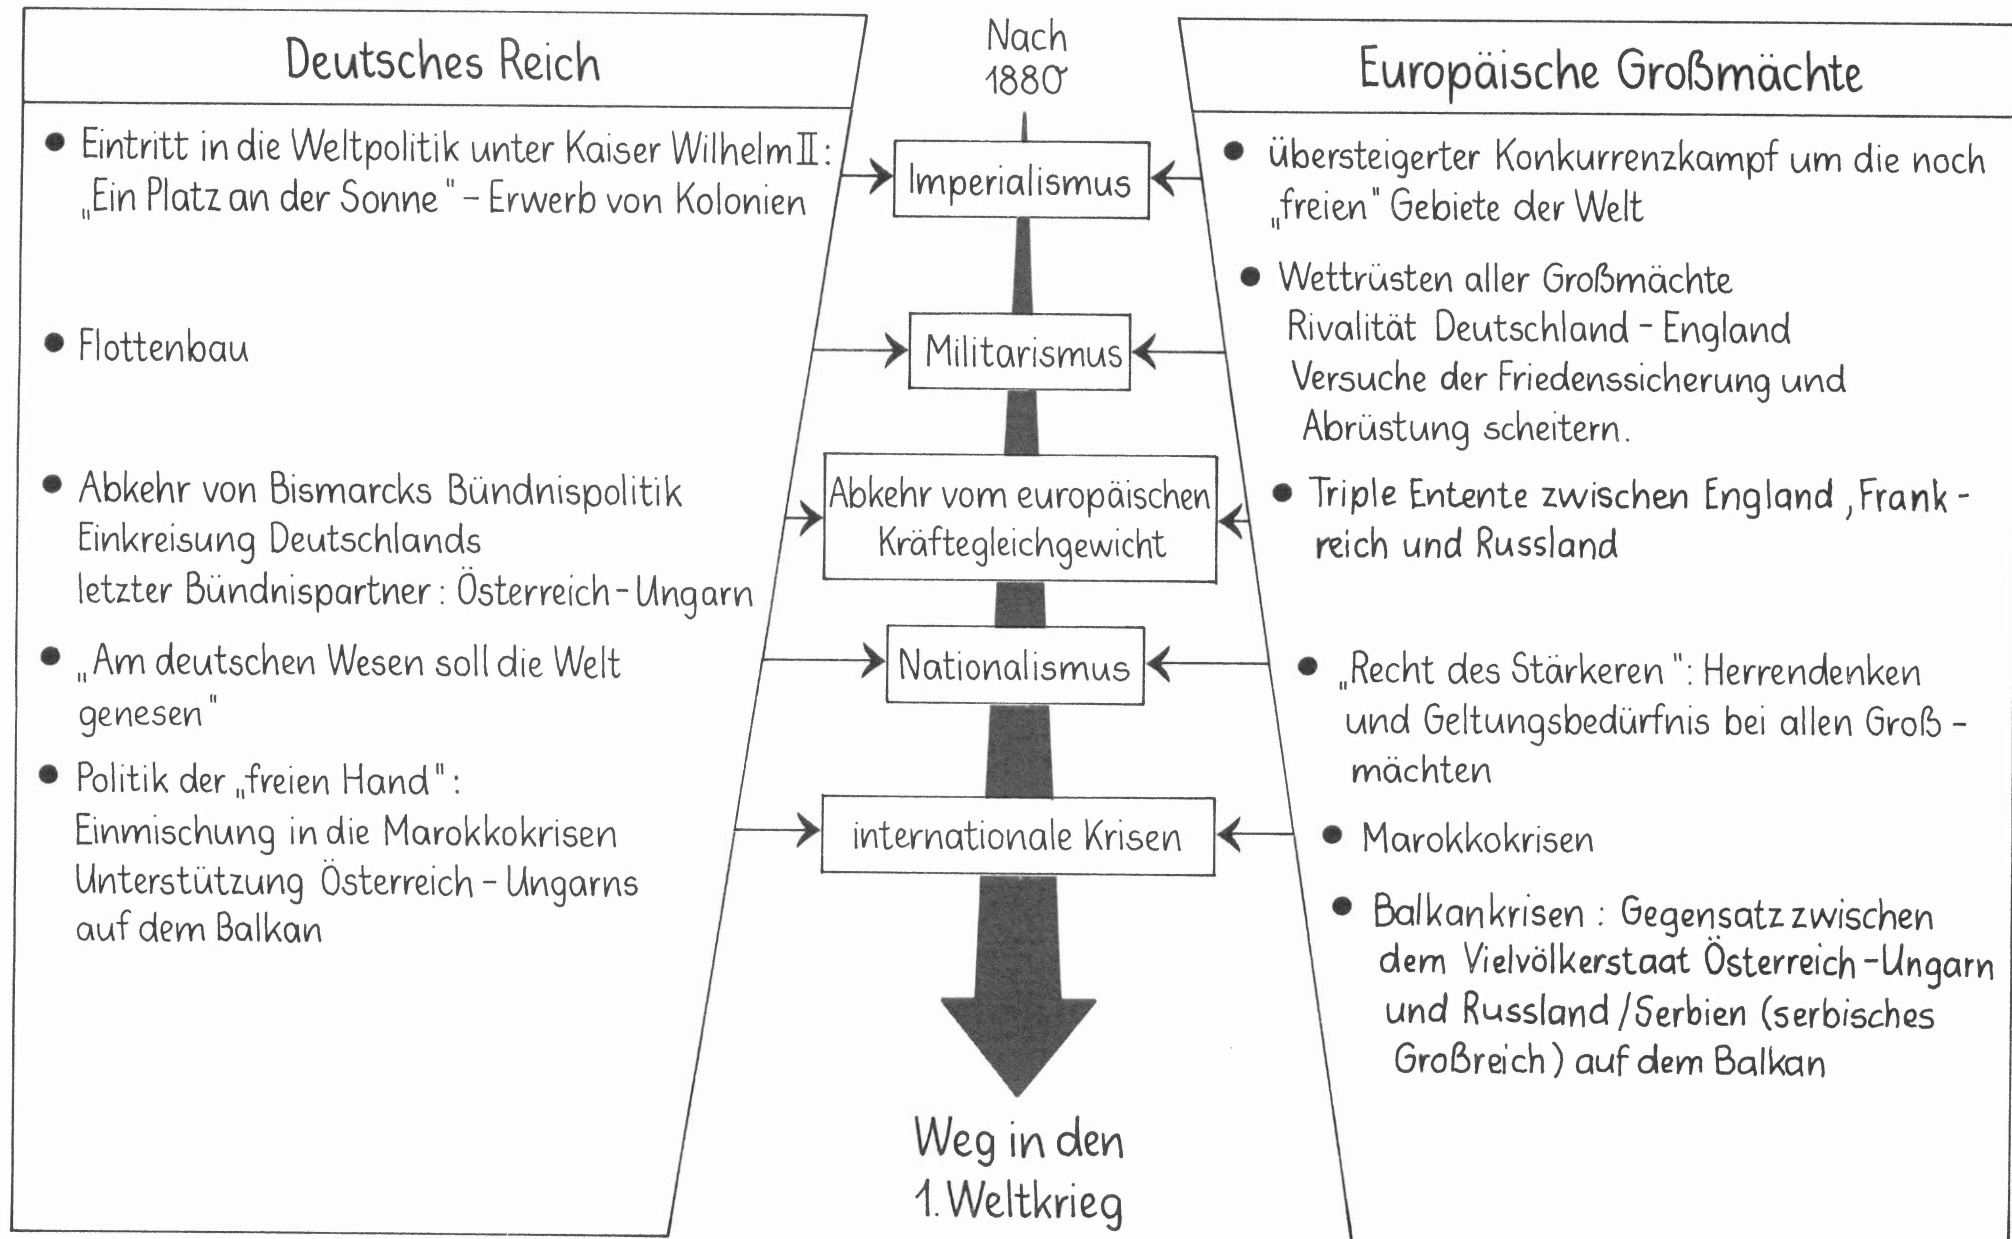 Deutsches Reich
● Eintritt in die Weltpolitik unter Kaiser Wilhelm II:
„Ein Platz an der Sonne" – Erwerb von Kolonien
● Flottenbau
● Abkehr von Bismarcks Bündnispolitik
Einkreisung Deutschlands
letzter Bündnispartner: Österreich-Ungarn
● „Am deutschen Wesen soll die Welt
genesen"
● Politik der „freien Hand":
Einmischung in die Marokkokrisen
Unterstützung Österreich-Ungarns
auf dem Balkan
Nach
1880
Imperialismus
Militarismus
Abkehr vom europäischen
Kräftegleichgewicht
Nationalismus
internationale Krisen
Weg in den
1. Weltkrieg
Europäische Großmächte
● übersteigerter Konkurrenzkampf um die noch
„freien" Gebiete der Welt
● Wettrüsten aller Großmächte
Rivalität Deutschland – England
Versuche der Friedenssicherung und
Abrüstung scheitern.
● Triple Entente zwischen England, Frank-
reich und Russland
● „Recht des Stärkeren": Herrendenken
und Geltungsbedürfnis bei allen Groß-
mächten
● Marokkokrisen
● Balkankrisen: Gegensatz zwischen
dem Vielvölkerstaat Österreich-Ungarn
und Russland/Serbien (serbisches
Großreich) auf dem Balkan